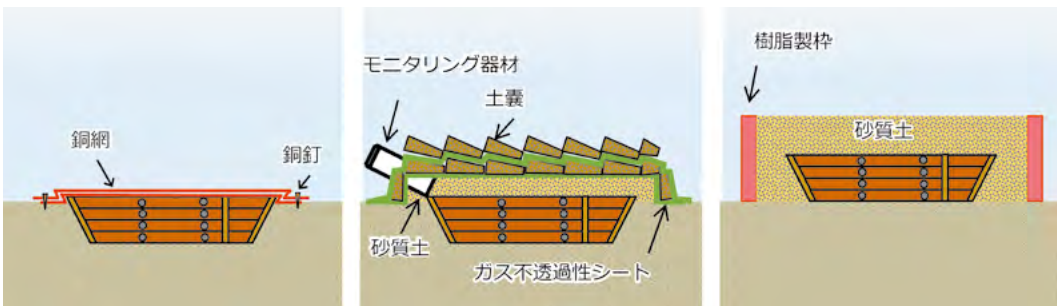 銅網
銅釘
モニタリング器材
土嚢
砂質土
ガス不透過性シート
樹脂製枠
砂質土